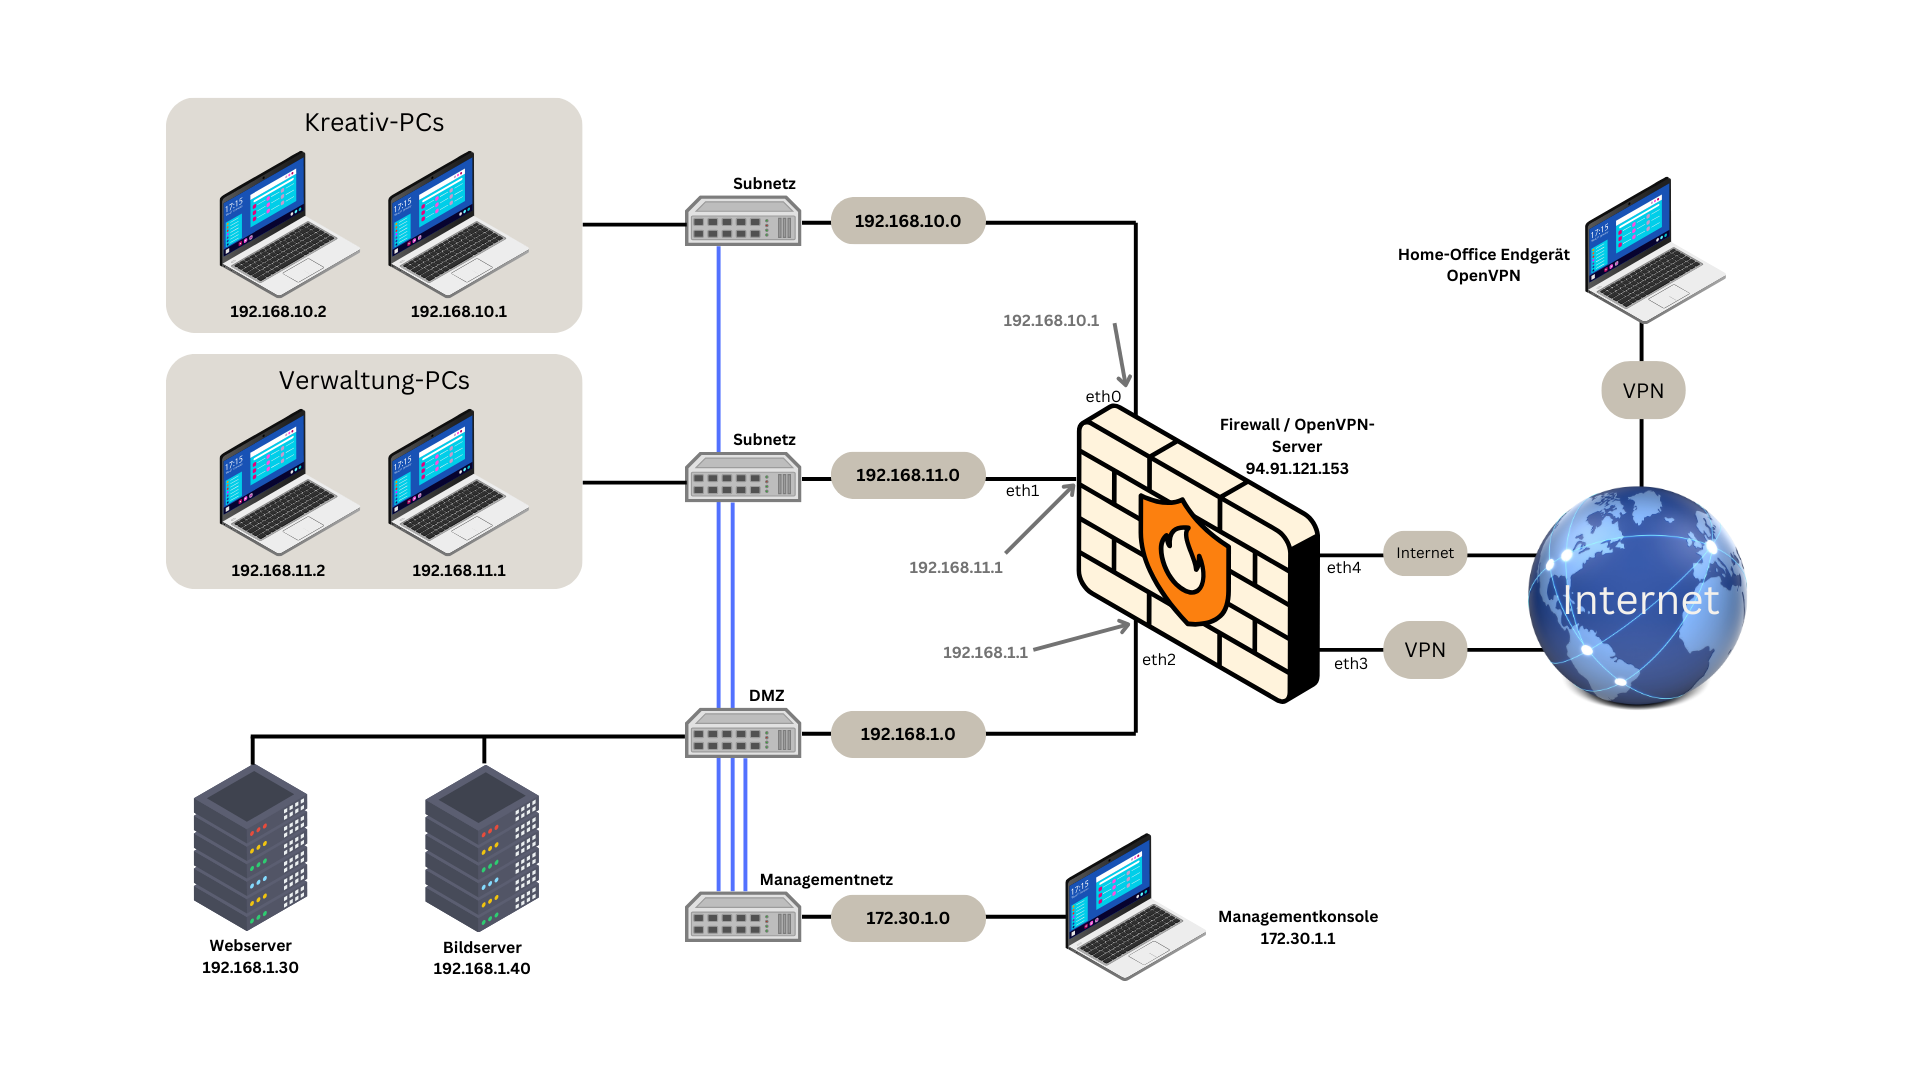 Kreativ-PCs
17:15
17:15
192.168.10.2
192.168.10.1
Subnetz
192.168.10.0
192.168.10.1
eth0
Home-Office Endgerät
OpenVPN
17:15
VPN
Verwaltung-PCs
17:15
17:15
192.168.11.2
192.168.11.1
Subnetz
192.168.11.0
eth1
192.168.11.1
Firewall / OpenVPN-
Server
94.91.121.153
Internet
eth4
Internet
VPN
eth3
192.168.1.1
eth2
DMZ
192.168.1.0
Webserver
192.168.1.30
Bildserver
192.168.1.40
Managementnetz
172.30.1.0
17:15
Managementkonsole
172.30.1.1